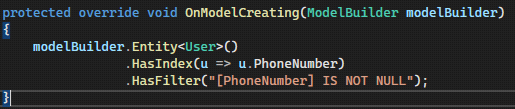 protected override void OnModelCreating(ModelBuilder modelBuilder)
{
    modelBuilder.Entity<User>()
                .HasIndex(u => u.PhoneNumber)
                .HasFilter("[PhoneNumber] IS NOT NULL");
}